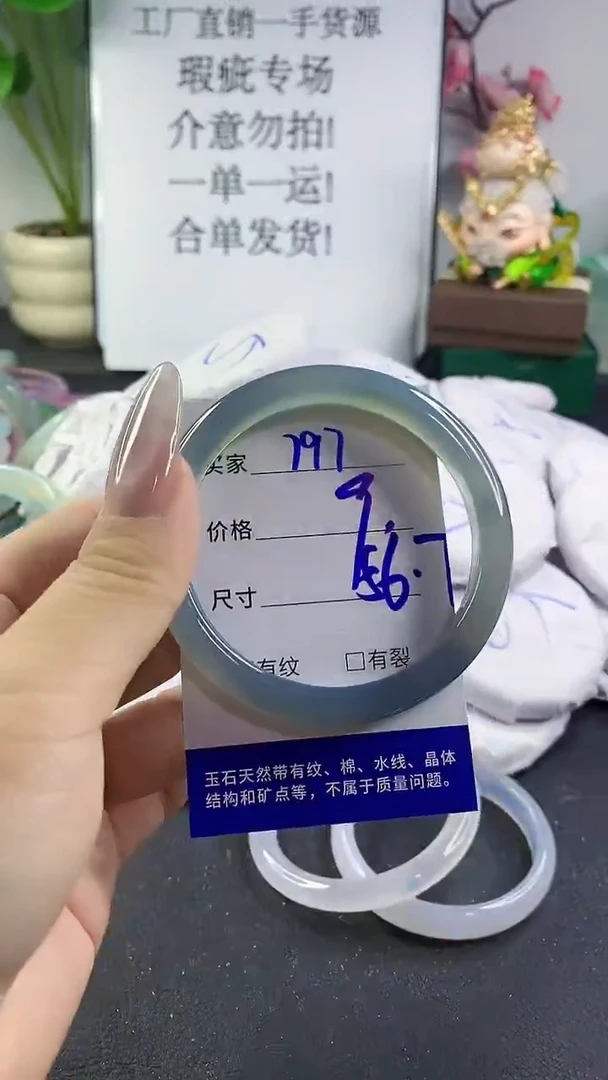 工厂直销一手货源
瑕疵专场
介意勿拍!
一单一运!
合单发货!
买家 797
价格 9.
尺寸 56.7
有纹 □有裂
玉石天然带有纹、棉、水线、晶体
结构和矿点等，不属于质量问题。